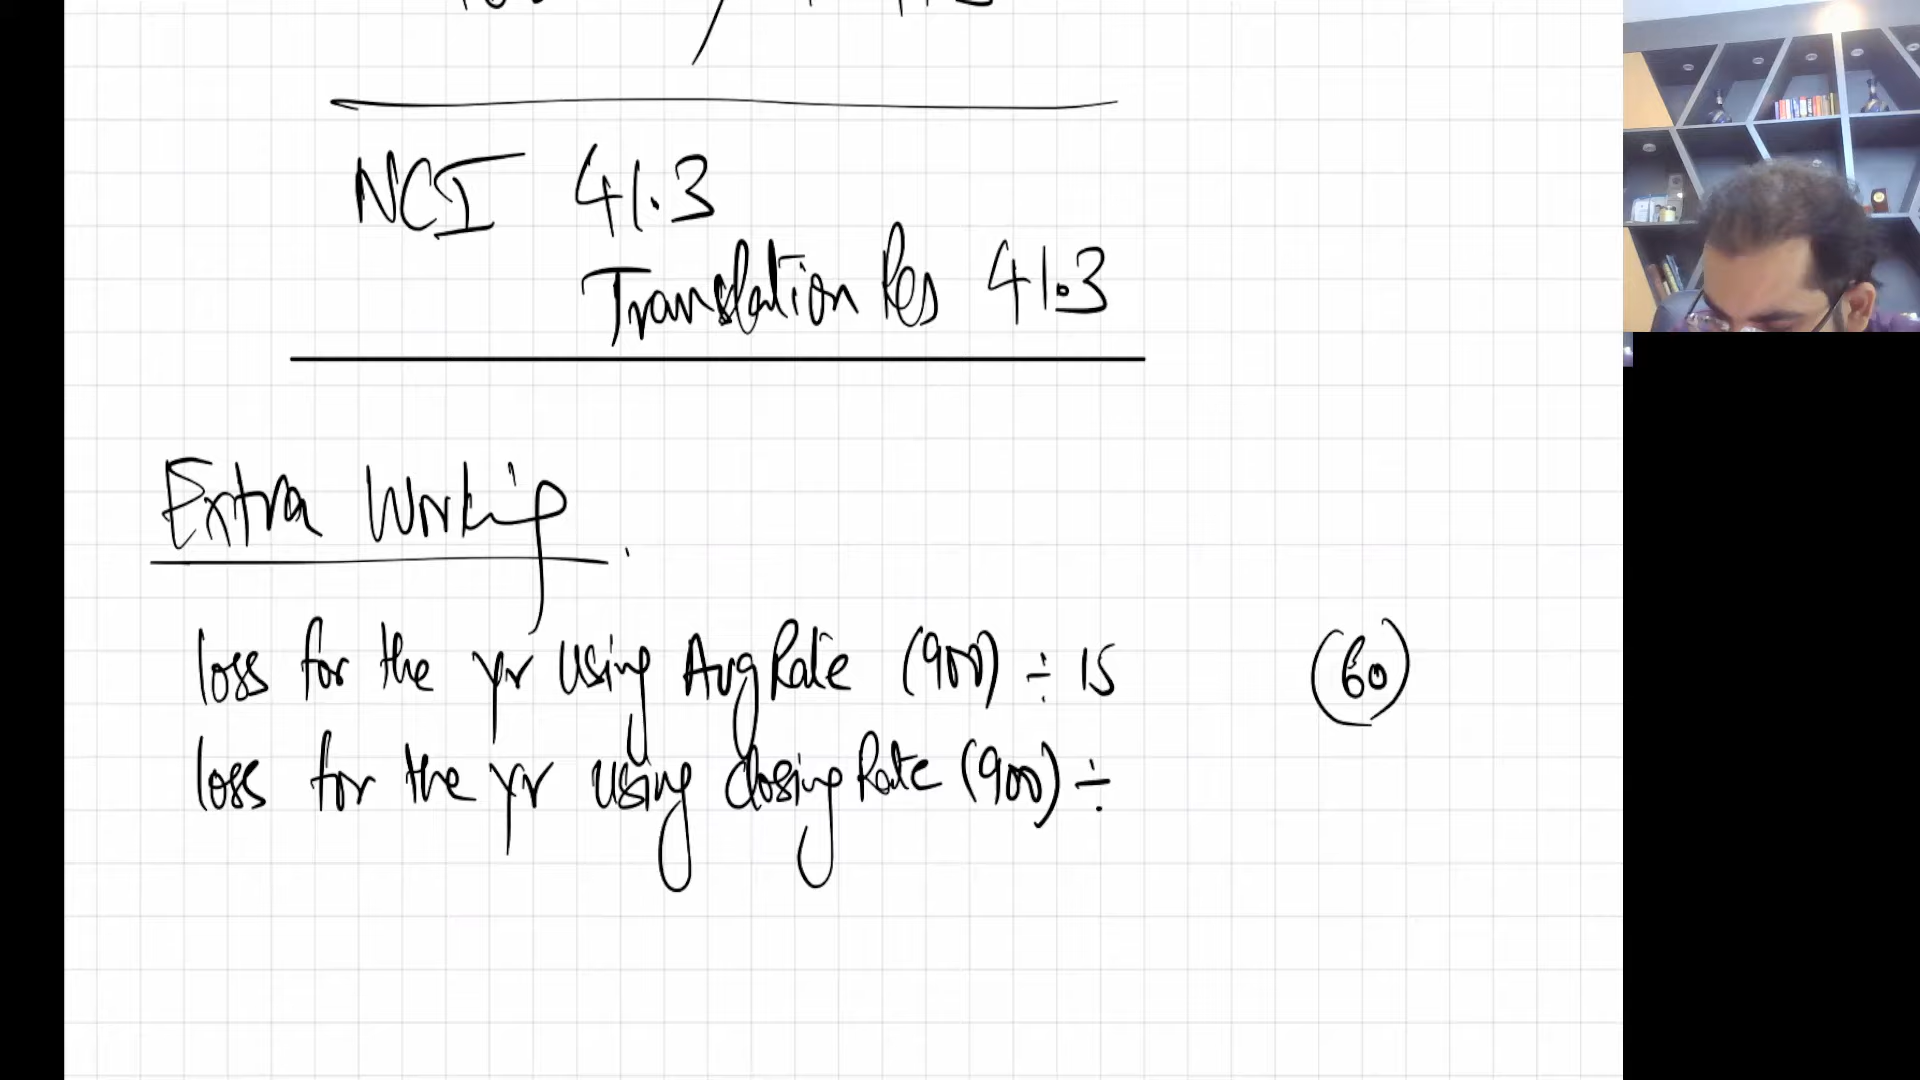 NCI 41.3
Translation Res 41.3
Extra Working
loss for the yr using Avg Rate (900) ÷ 15 (60)
loss for the yr using closing Rate (900) ÷